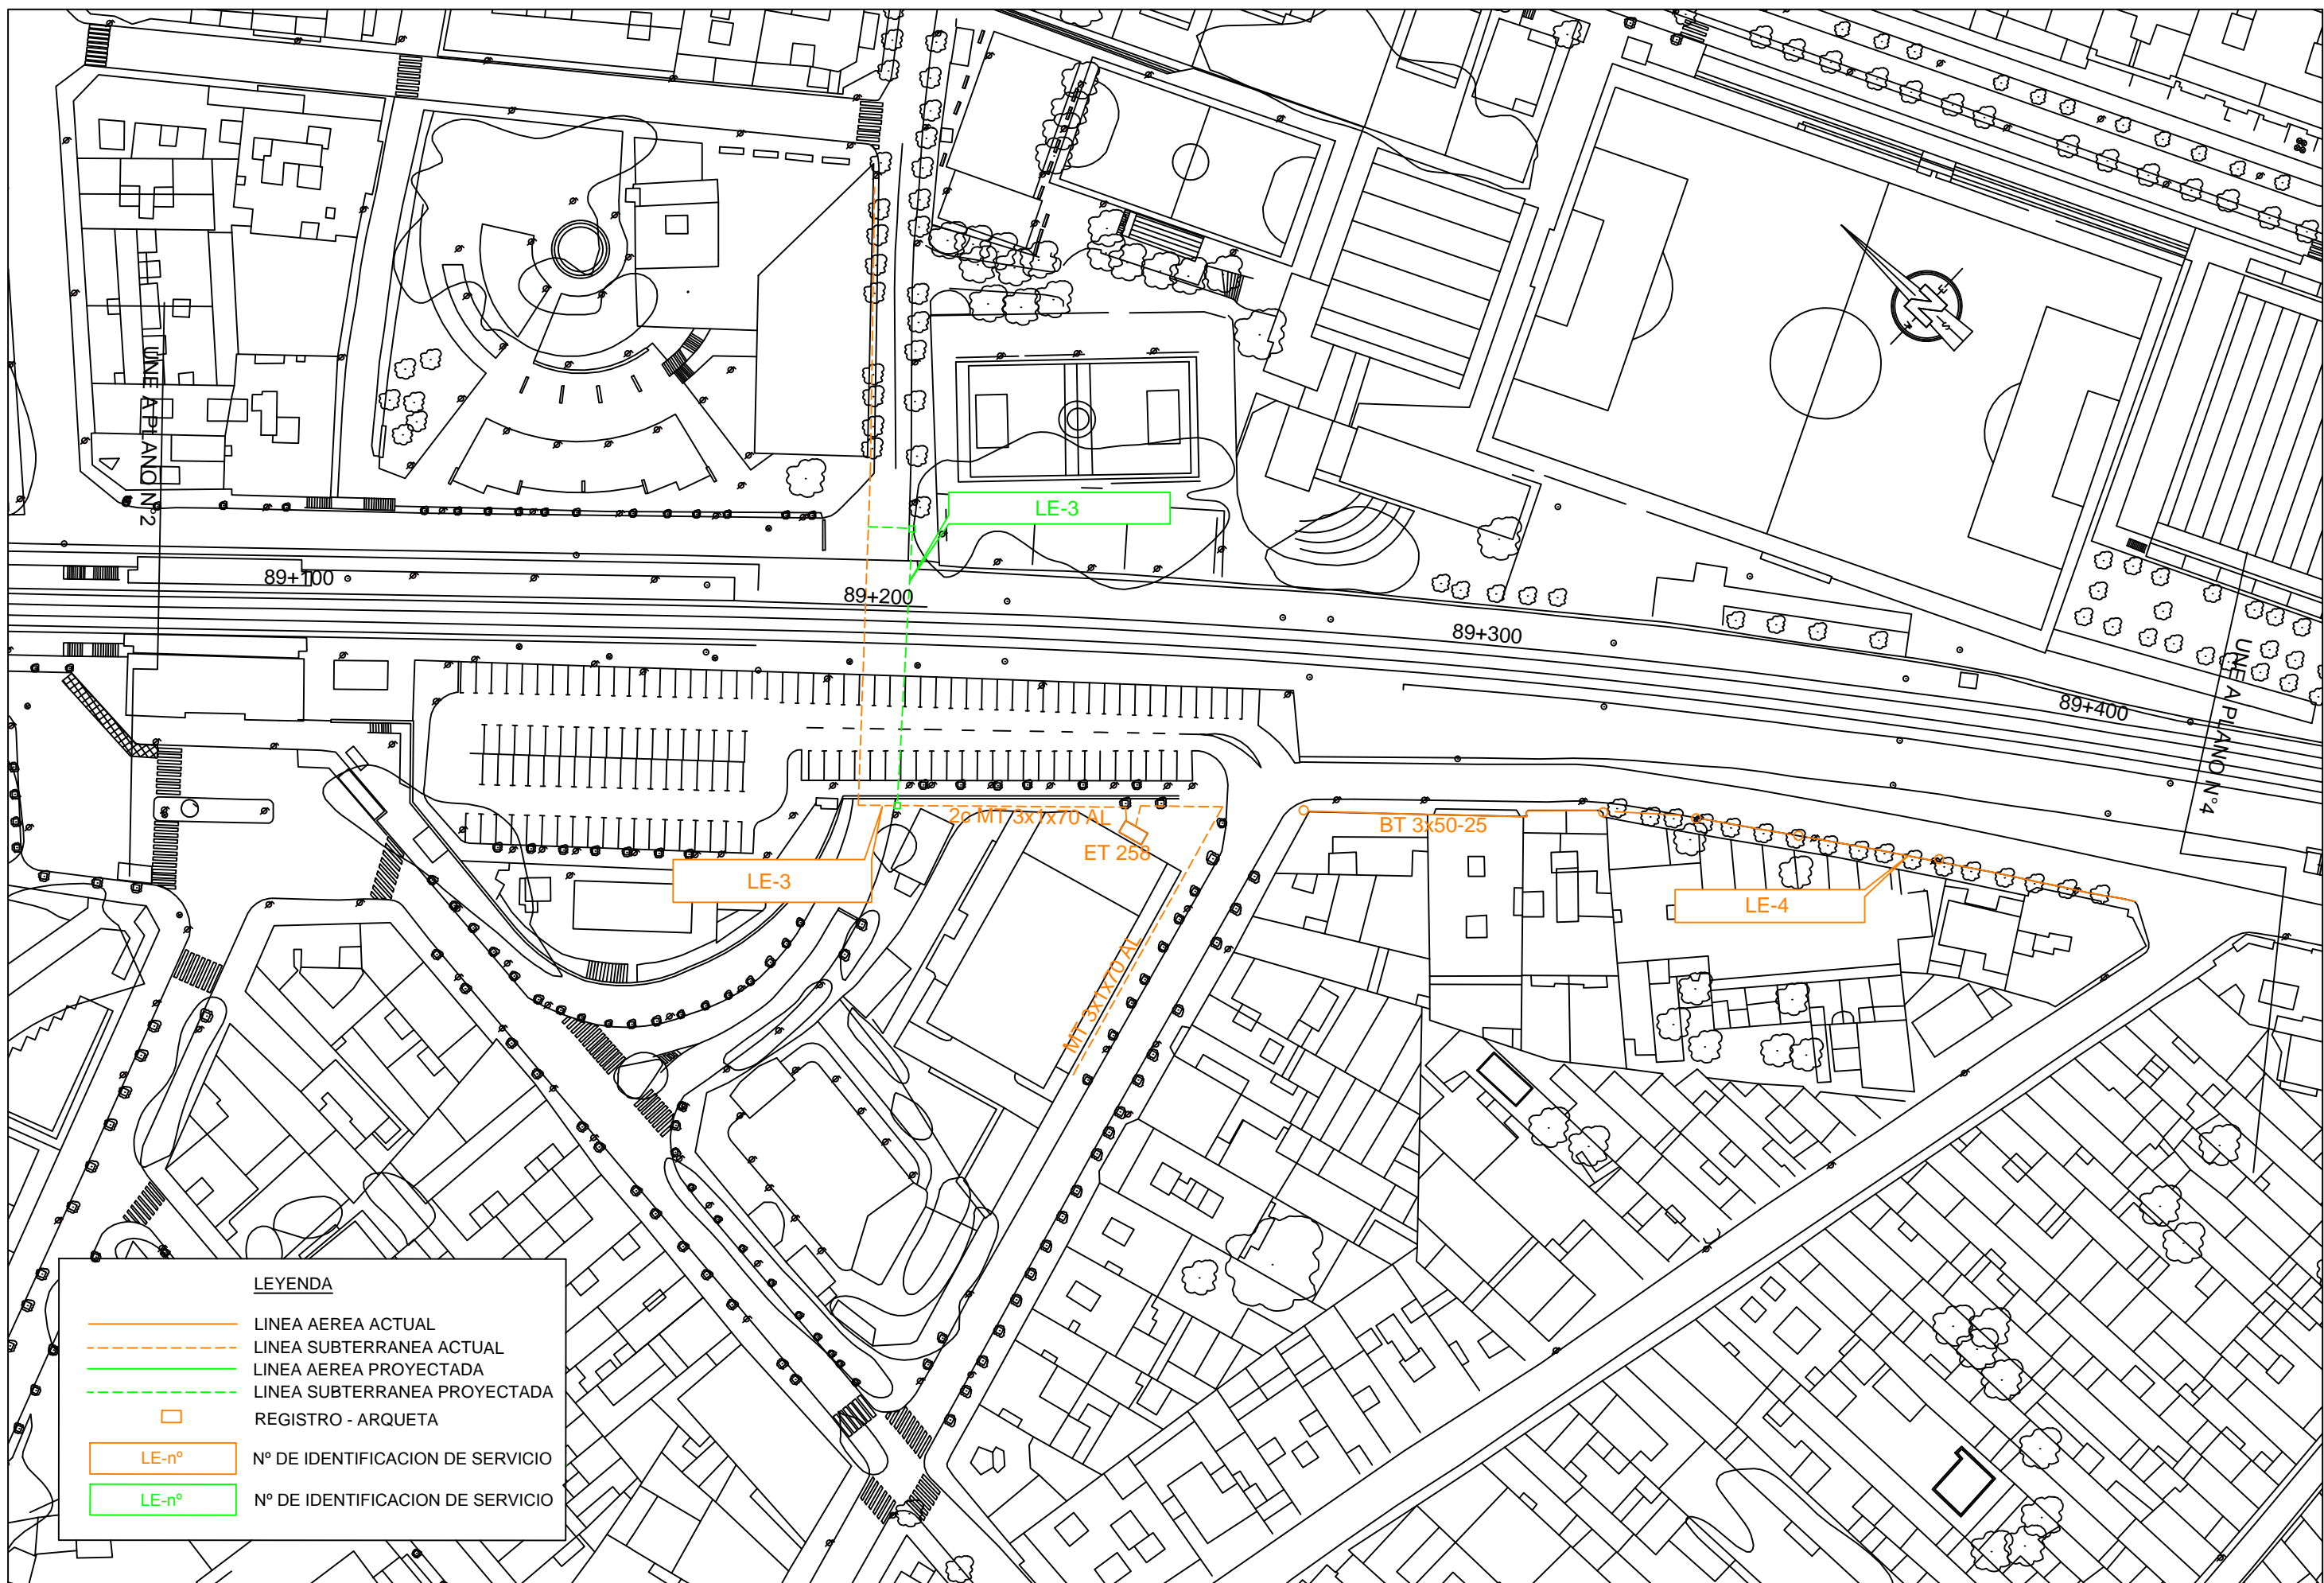 UNE A PLANO Nº2
LE-3
89+100
89+200
89+300
89+400
UNE A PLANO Nº4
2c MT 3x1x70 AL
ET 258
BT 3x50-25
LE-3
LE-4
MT 3x1x70 AL
LEYENDA
LINEA AEREA ACTUAL
LINEA SUBTERRANEA ACTUAL
LINEA AEREA PROYECTADA
LINEA SUBTERRANEA PROYECTADA
REGISTRO - ARQUETA
LE-nº Nº DE IDENTIFICACION DE SERVICIO
LE-nº Nº DE IDENTIFICACION DE SERVICIO